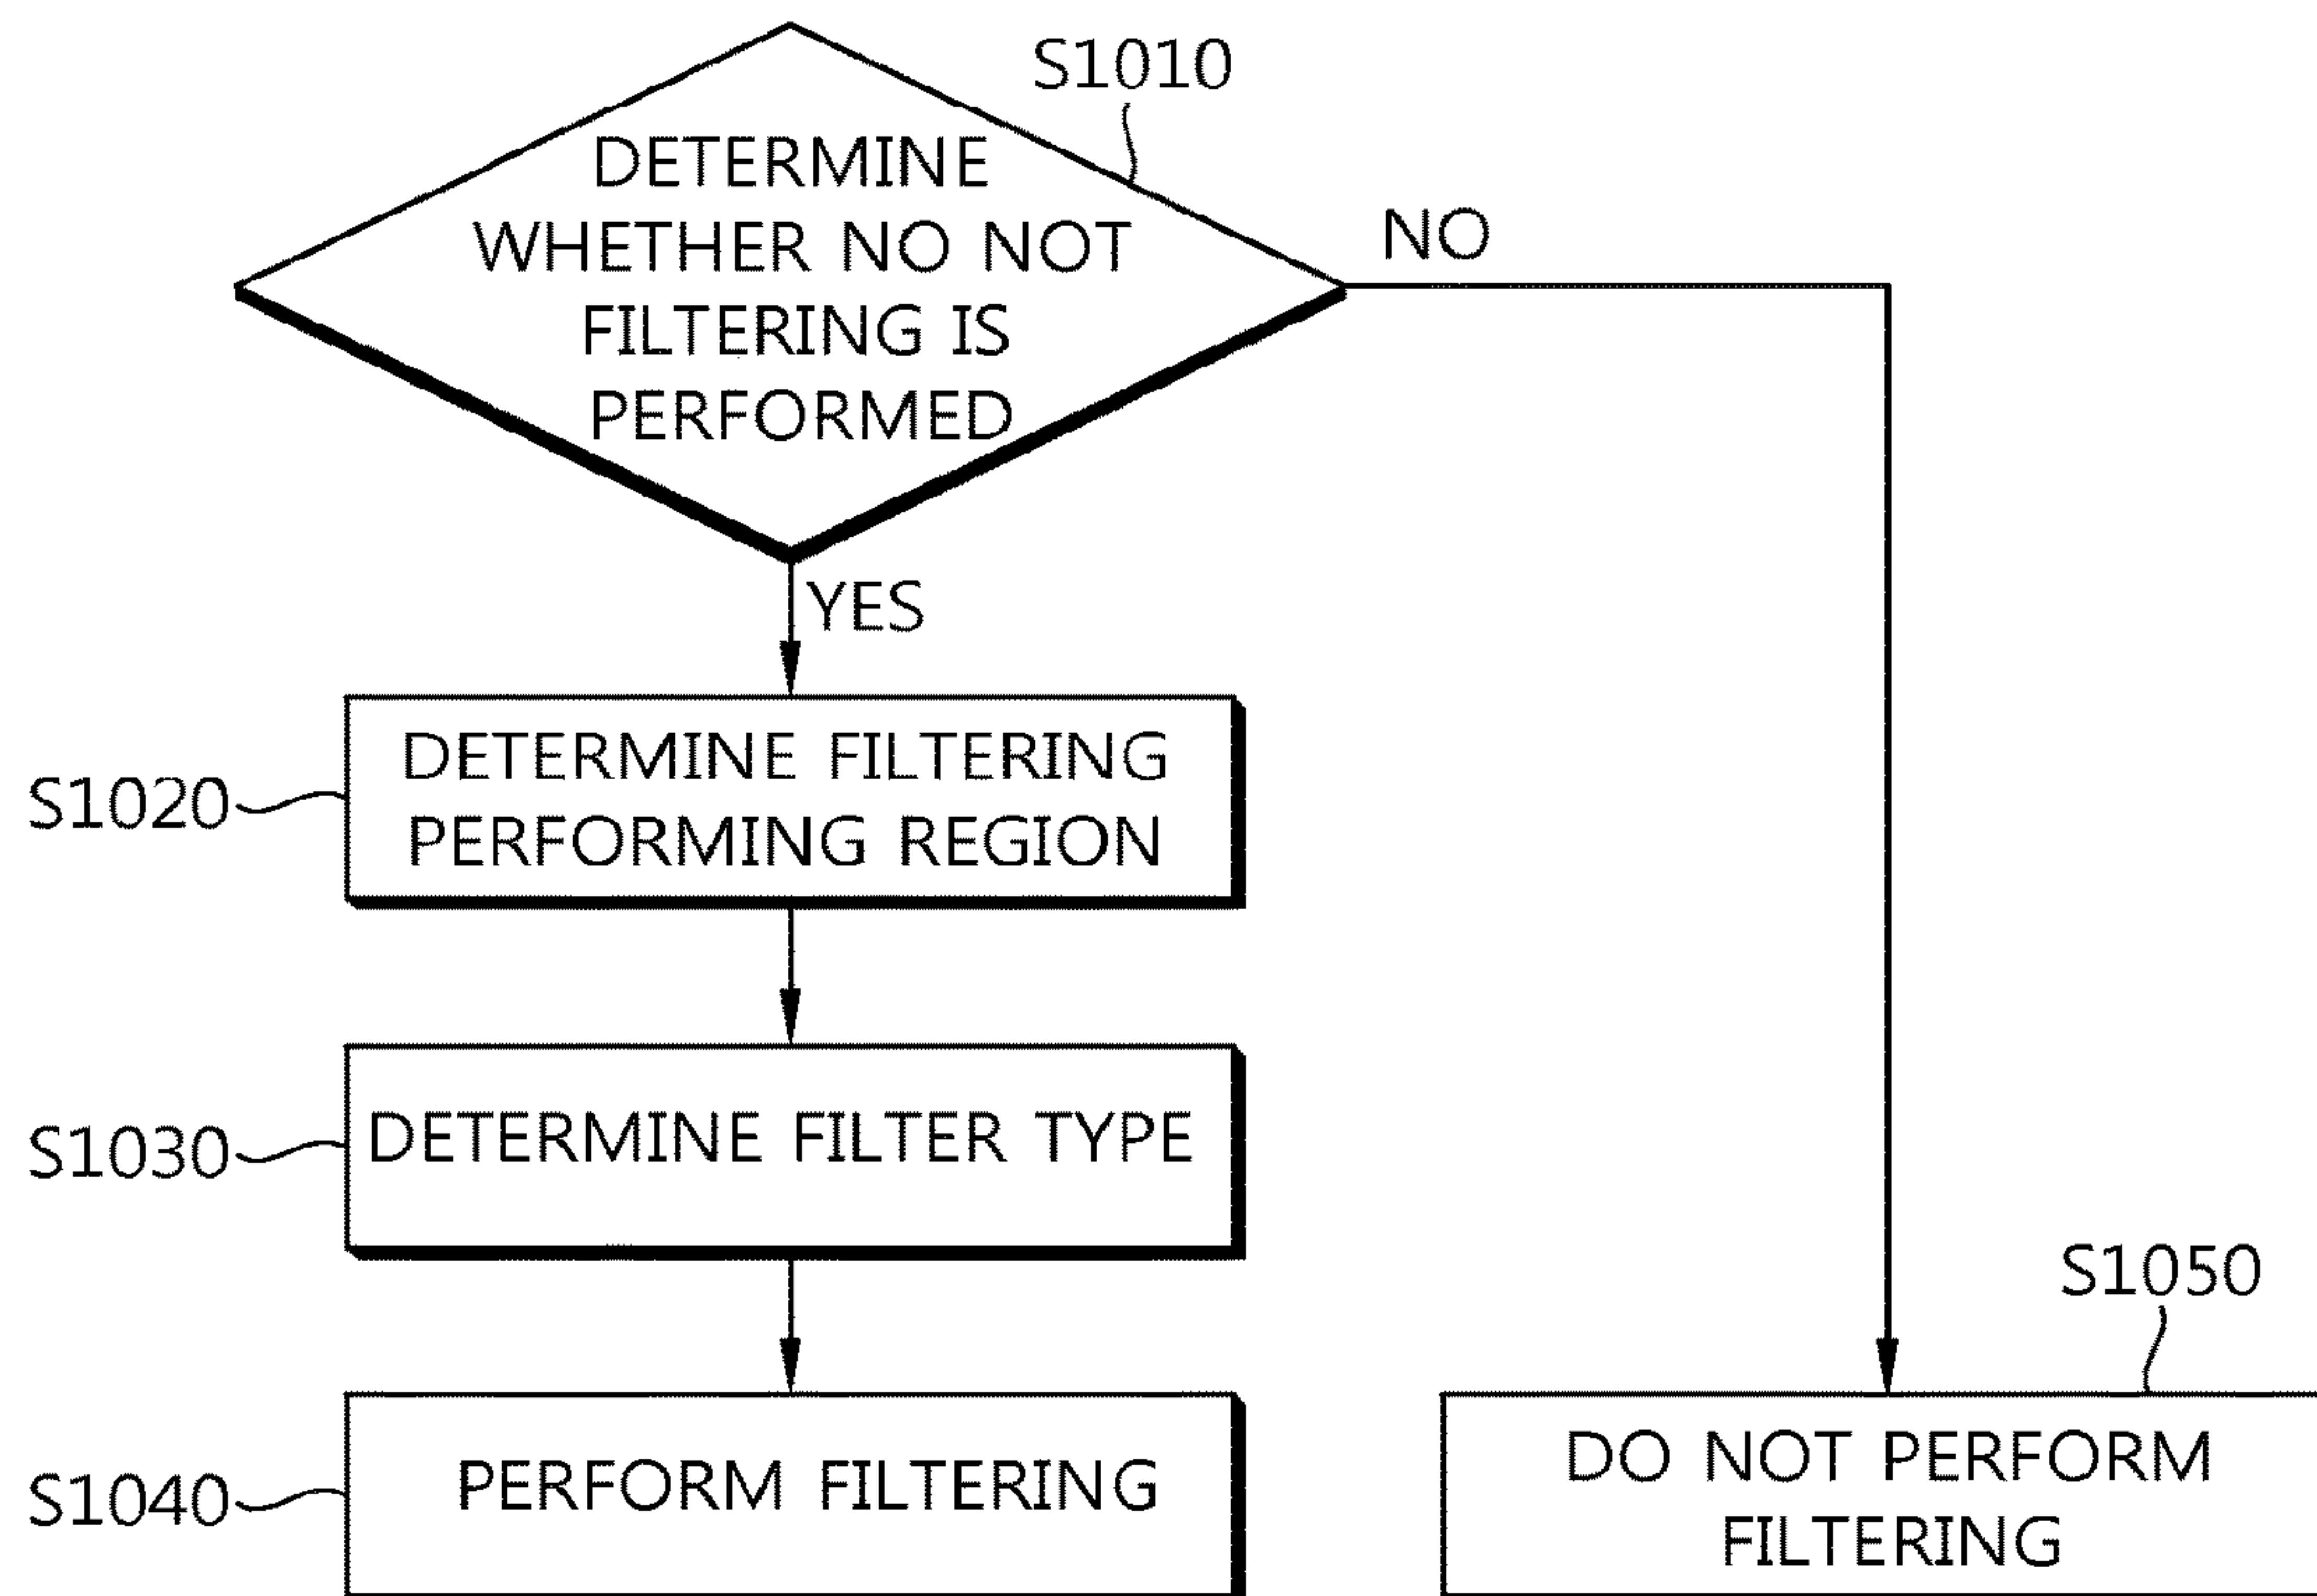 S1010
DETERMINE
WHETHER NO NOT
FILTERING IS
PERFORMED
NO
YES
DETERMINE FILTERING
PERFORMING REGION
S1020
DETERMINE FILTER TYPE
S1030
S1050
PERFORM FILTERING
S1040
DO NOT PERFORM
FILTERING